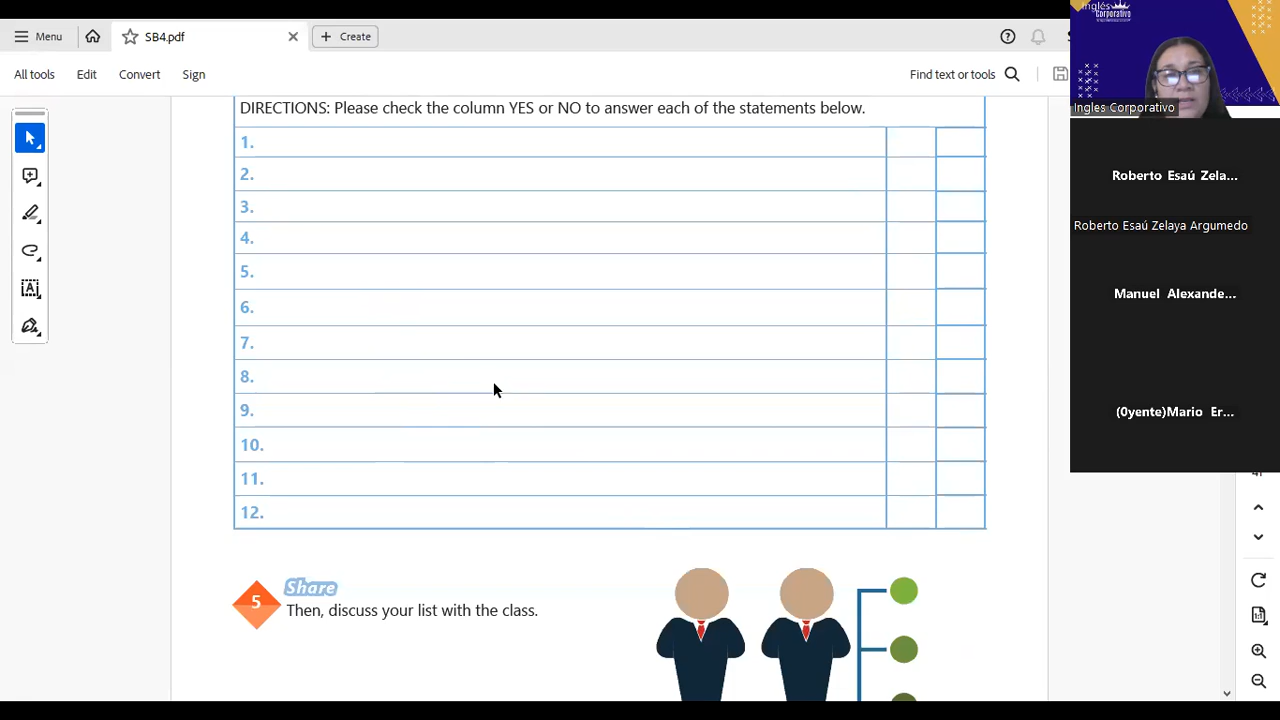 Menu
SB4.pdf
Create
All tools
Edit
Convert
Sign
Find text or tools
DIRECTIONS: Please check the column YES or NO to answer each of the statements below.
1.
2.
3.
4.
5.
6.
7.
8.
9.
10.
11.
12.
5
Share
Then, discuss your list with the class.
Inglés
Corporativo
Ingles Corporativo
Roberto Esaú Zela...
Roberto Esaú Zelaya Argumedo
Manuel Alexande...
(0yente)Mario Er...